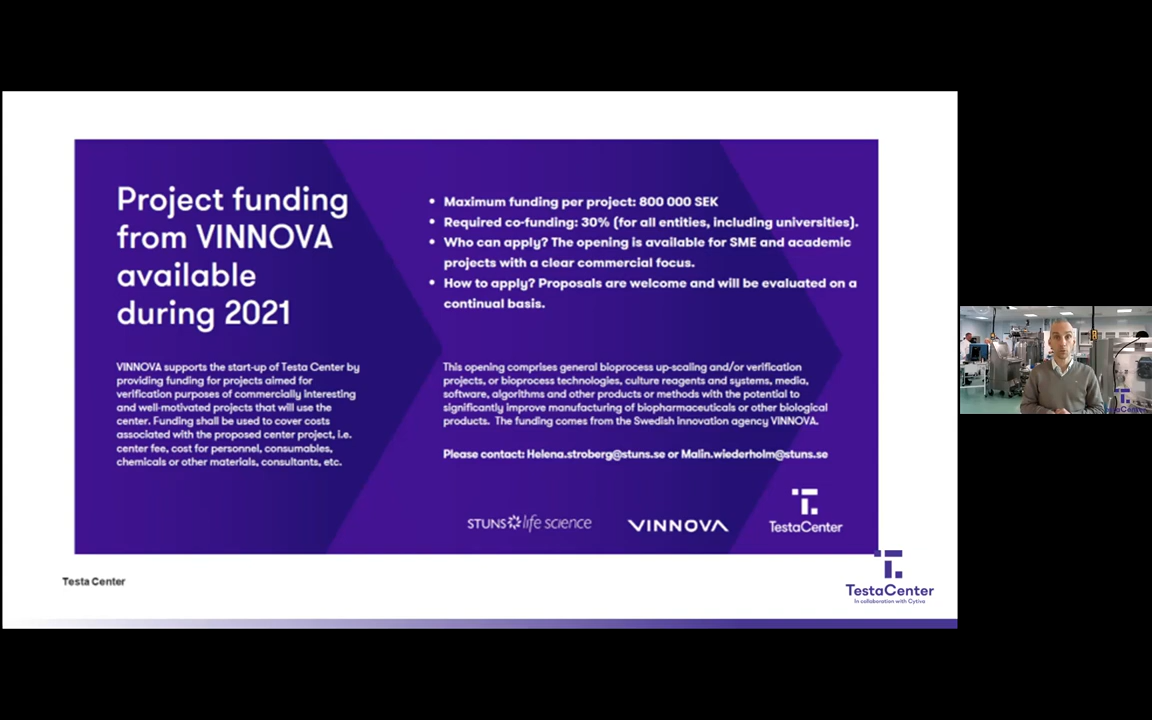 Project funding
from VINNOVA
available
during 2021
VINNOVA supports the start-up of Testa Center by
providing funding for projects aimed for
verification purposes of commercially interesting
and well-motivated projects that will use the
center. Funding shall be used to cover costs
associated with the proposed center project, i.e.
center fee, cost for personnel, consumables,
chemicals or other materials, consultants, etc.
• Maximum funding per project: 800 000 SEK
• Required co-funding: 30% (for all entities, including universities).
• Who can apply? The opening is available for SME and academic
projects with a clear commercial focus.
• How to apply? Proposals are welcome and will be evaluated on a
continual basis.
This opening comprises general bioprocess up-scaling and/or verification
projects, or bioprocess technologies, culture reagents and systems, media,
software, algorithms and other products or methods with the potential to
significantly improve manufacturing of biopharmaceuticals or other biological
products. The funding comes from the Swedish innovation agency VINNOVA.
Please contact: Helena.stroberg@stuns.se or Malin.wiederholm@stuns.se
STUNS life science
VINNOVA
TestaCenter
Testa Center
TestaCenter
In collaboration with Cytiva
TestaCenter